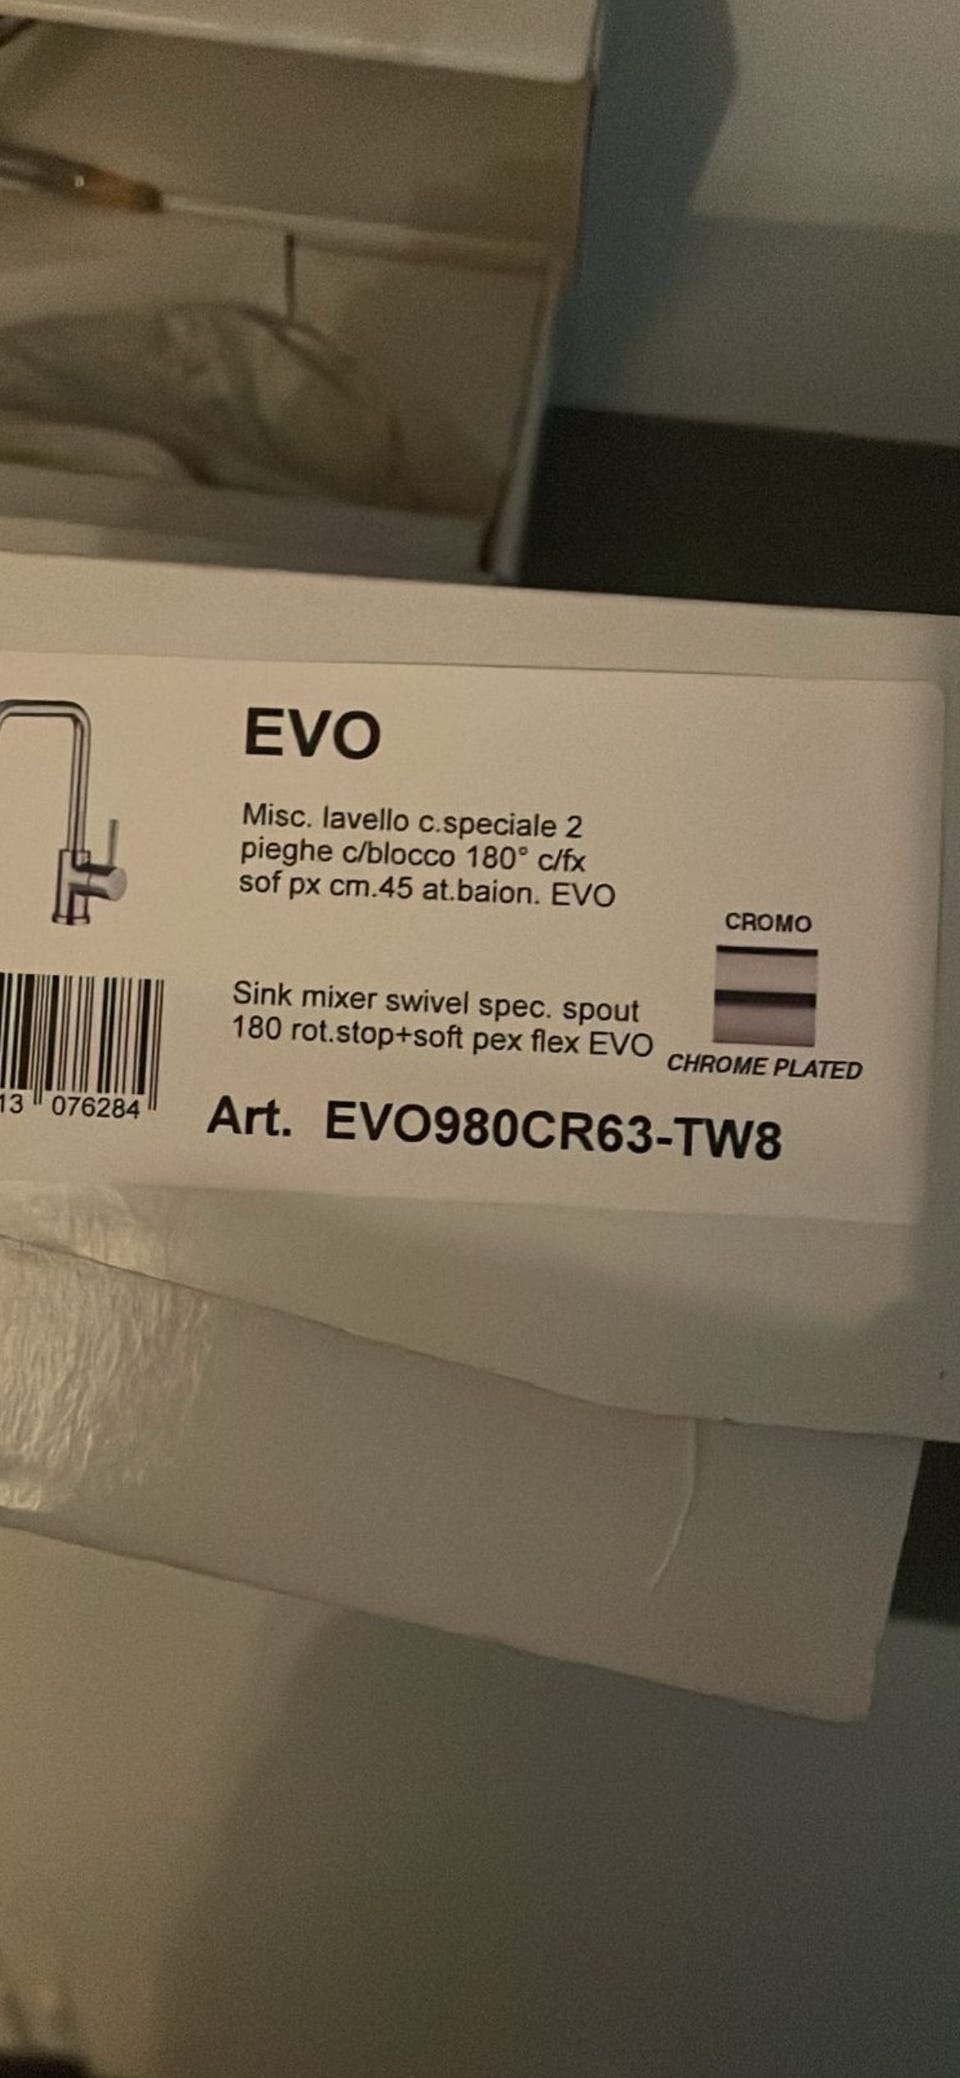 EVO
Misc. lavello c.speciale 2
pieghe c/blocco 180° c/fx
sof px cm.45 at.baion. EVO
CROMO
Sink mixer swivel spec. spout
180 rot.stop+soft pex flex EVO
CHROME PLATED
13 076284
Art. EVO980CR63-TW8